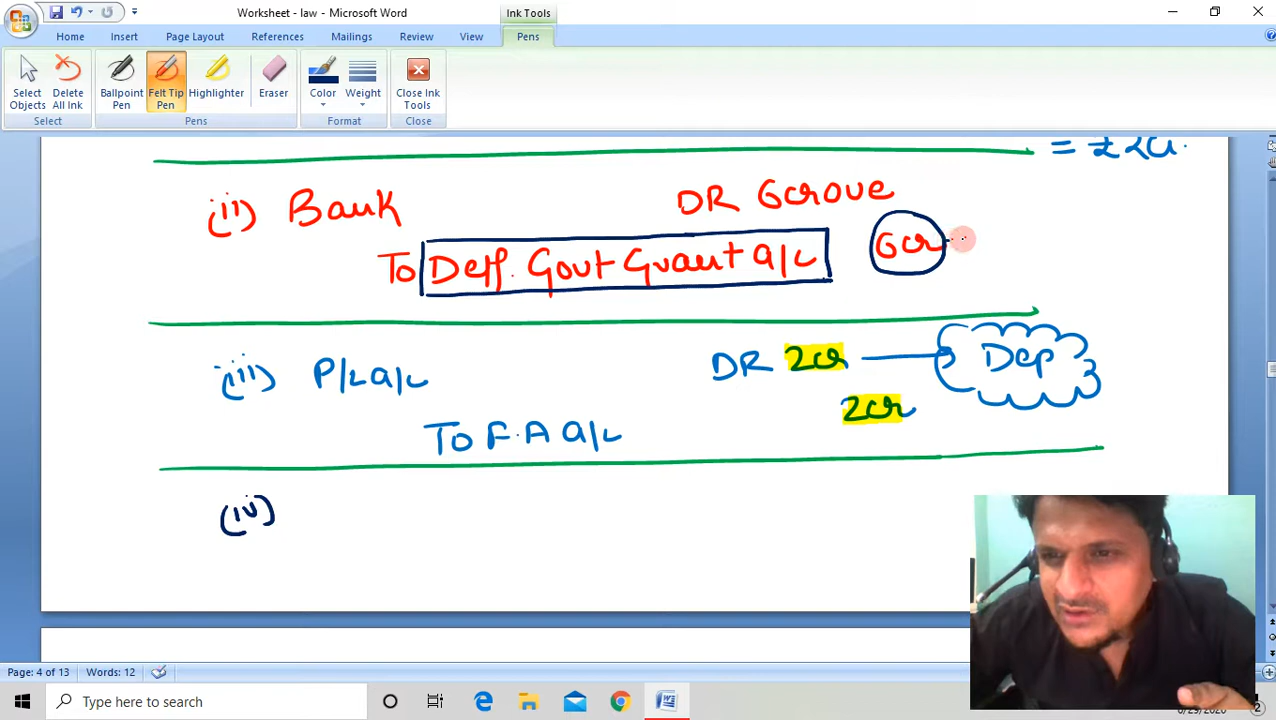 Worksheet - law - Microsoft Word
Ink Tools
Home Insert Page Layout References Mailings Review View Pens
Select Objects
Delete All Ink
Ballpoint Pen
Felt Tip Pen
Highlighter
Eraser
Color
Weight
Close Ink Tools
Select Pens Format Close
(ii) Bank DR 6crove
To Deff. Govt Grant a/c 6cr
(iii) P/L a/c DR 2cr Dep
2cr
To F.A a/c
(iv)
Page: 4 of 13 Words: 12
Type here to search